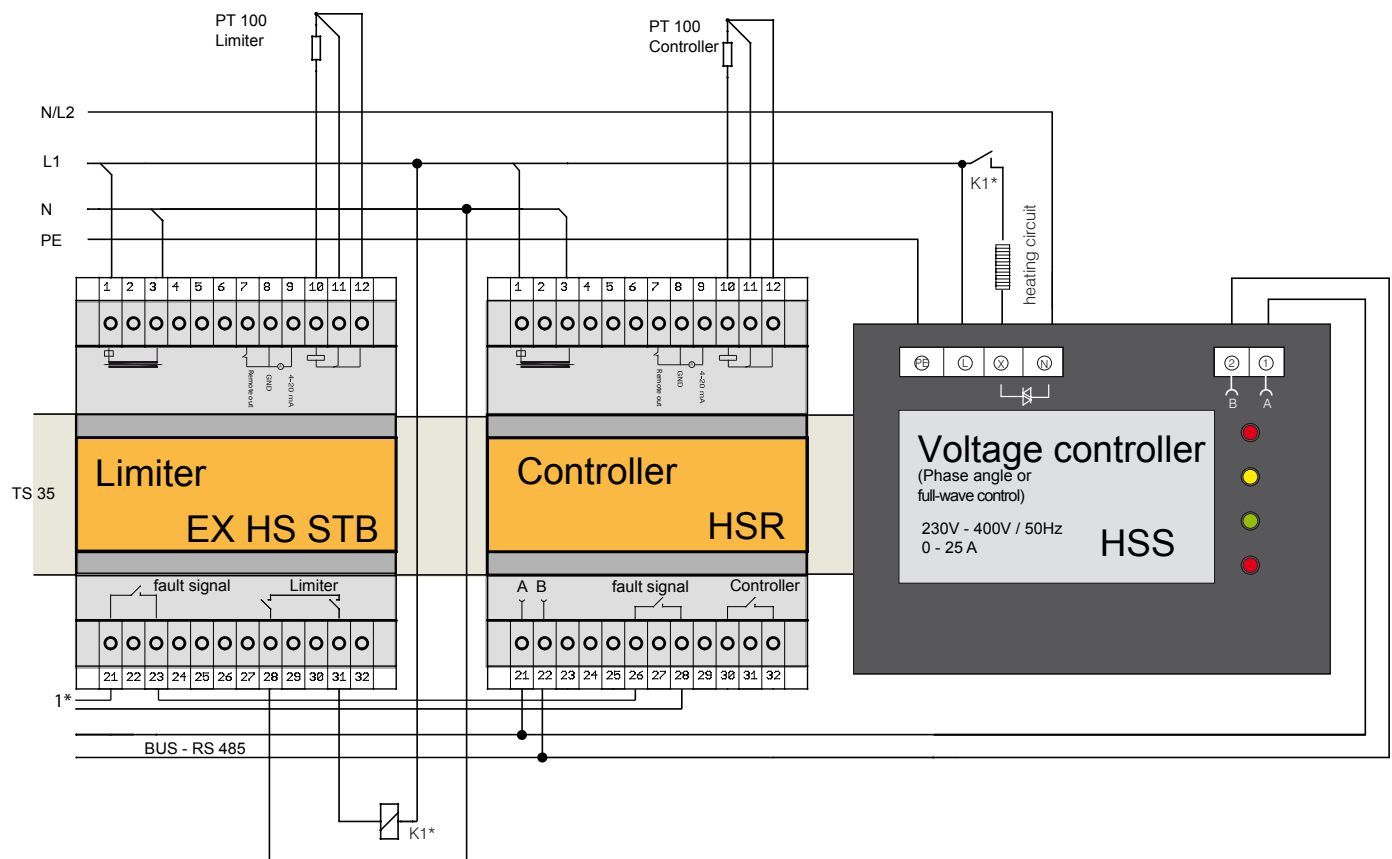 PT 100
Limiter
PT 100
Controller
N/L2
L1
N
PE
K1*
heating circuit
1 2 3 4 5 6 7 8 9 10 11 12
1 2 3 4 5 6 7 8 9 10 11 12
Remote out
GND
4-20 mA
Remote out
GND
4-20 mA
PE L X N
2 1
B A
TS 35
Limiter
EX HS STB
Controller
HSR
Voltage controller
(Phase angle or
full-wave control)
230V - 400V / 50Hz
0 - 25 A
HSS
fault signal Limiter
A B fault signal Controller
21 22 23 24 25 26 27 28 29 30 31 32
21 22 23 24 25 26 27 28 29 30 31 32
1*
BUS - RS 485
K1*